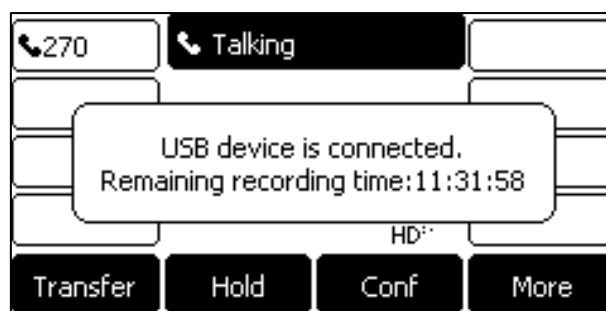 270
Talking
USB device is connected.
Remaining recording time:11:31:58
HD
Transfer
Hold
Conf
More